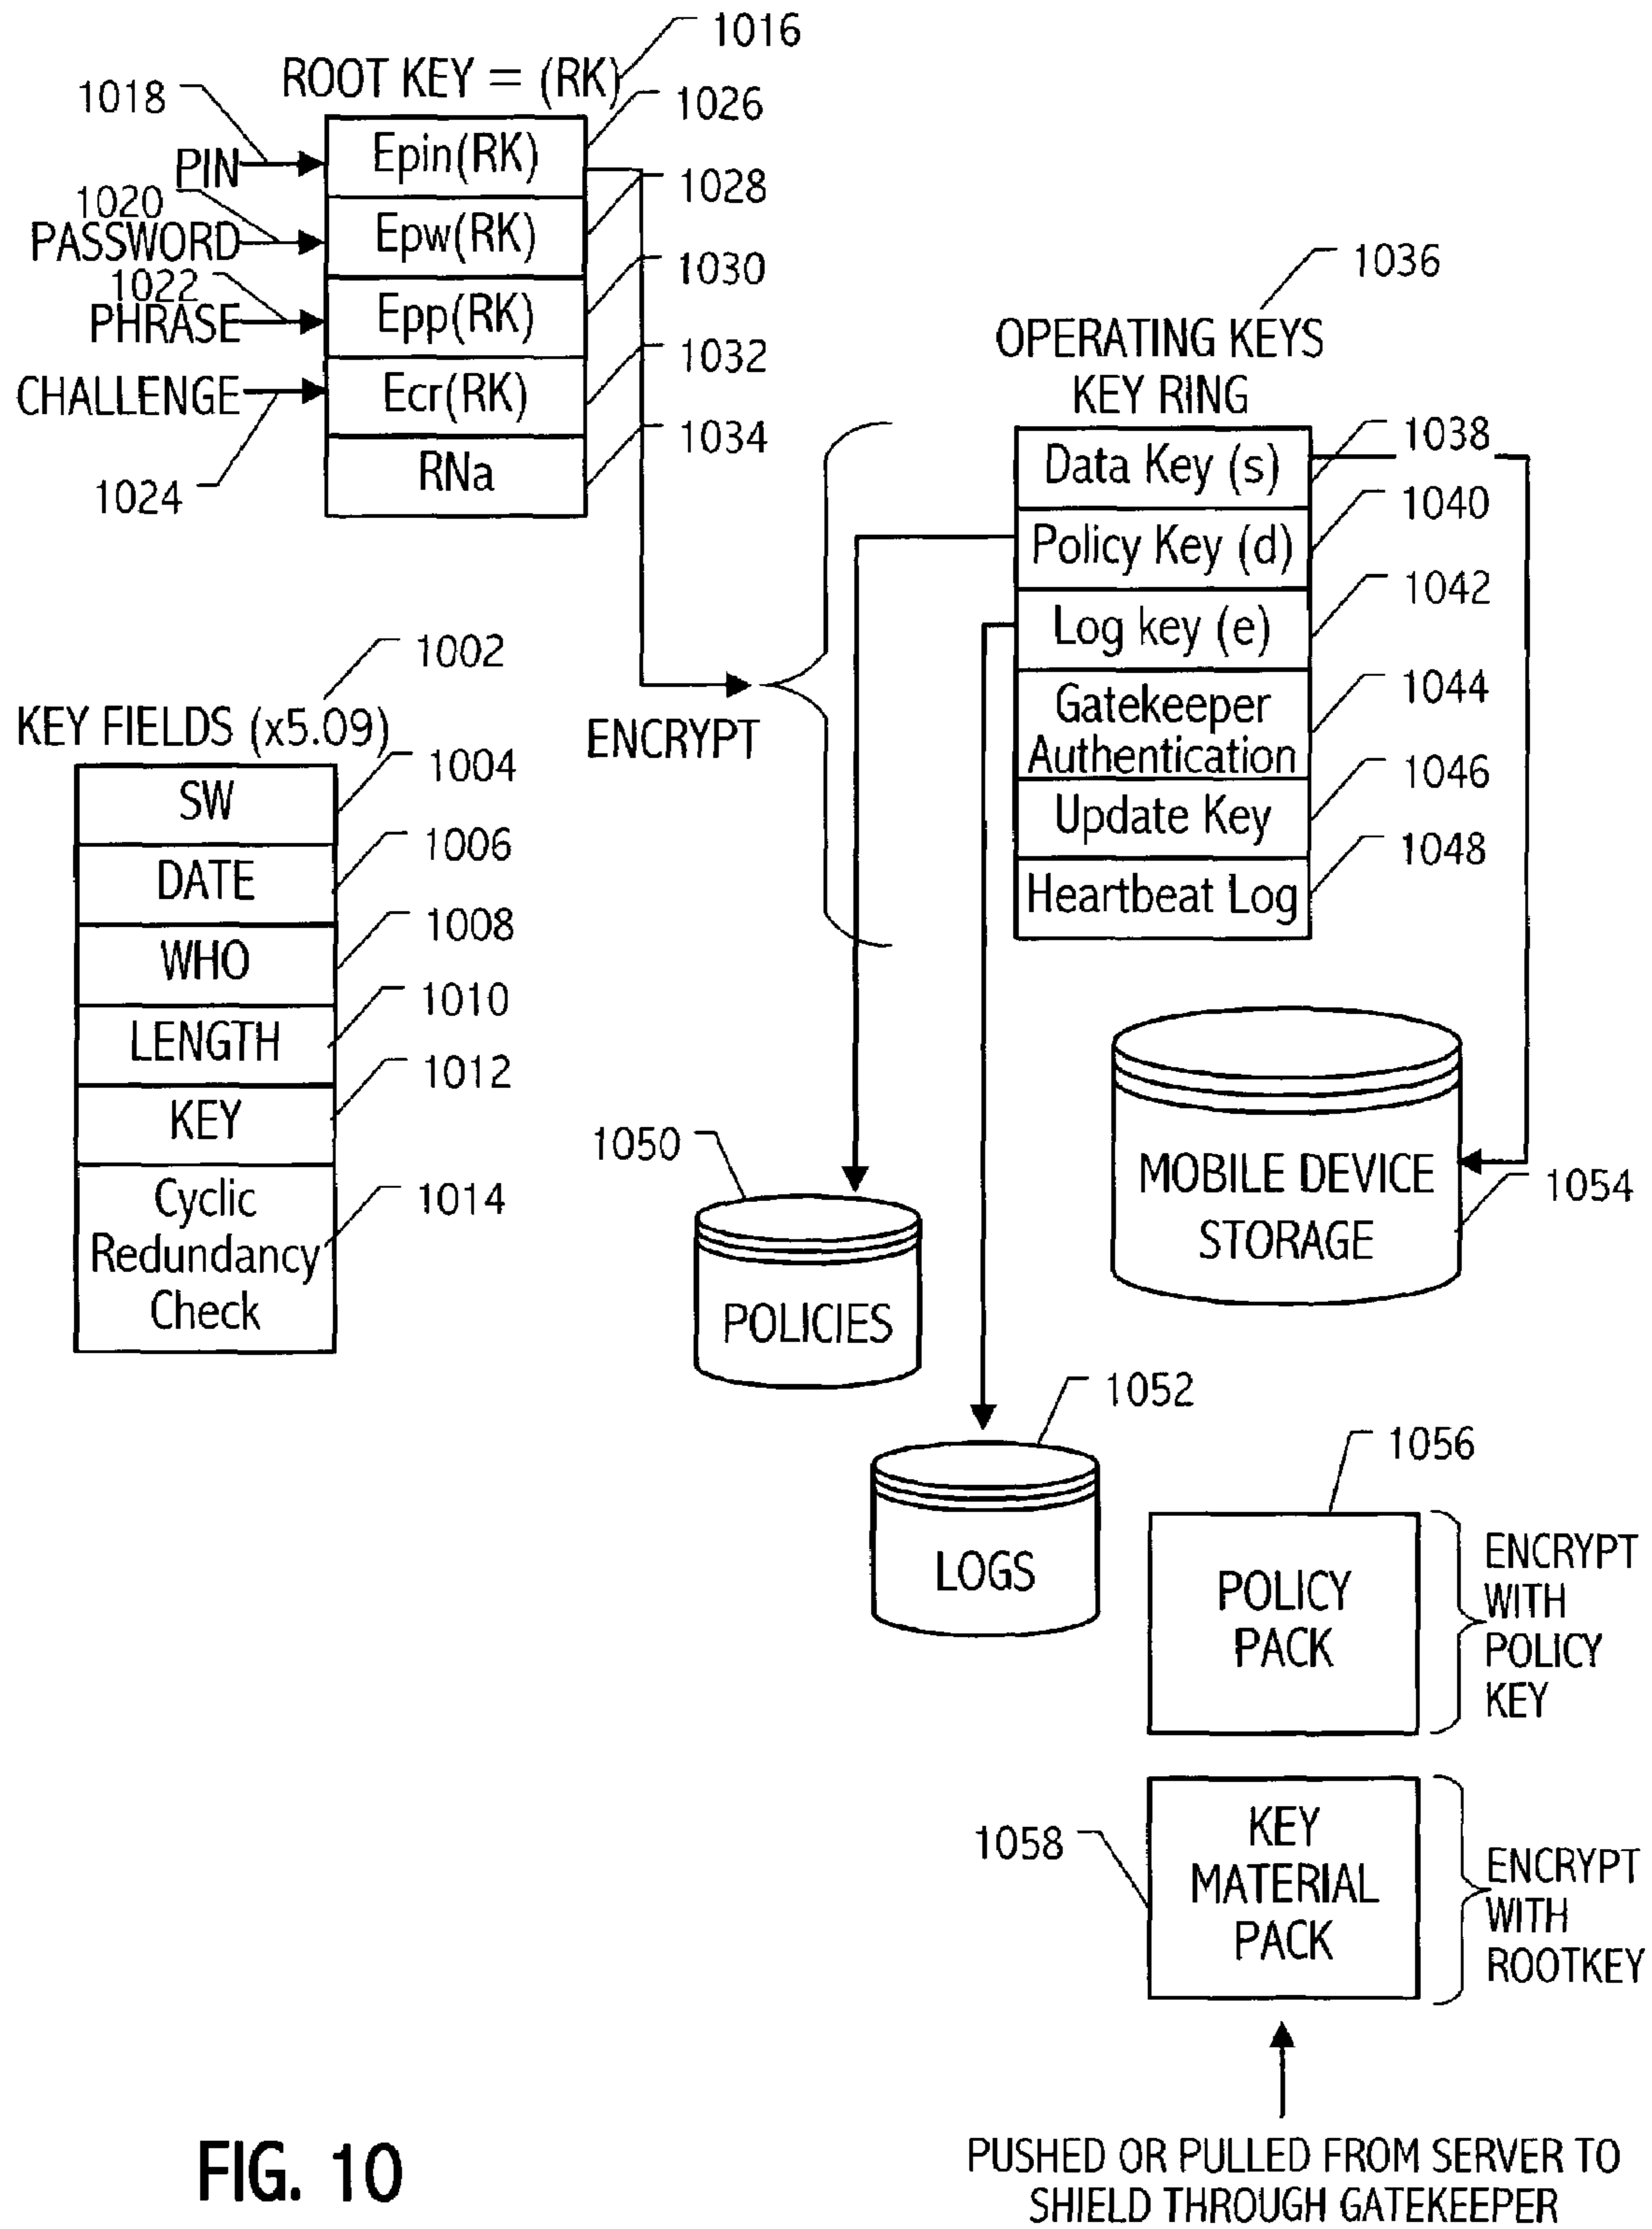 1016
ROOT KEY = (RK)
1018
1026
PIN
Epin(RK)
1028
1020
PASSWORD
Epw(RK)
1030
1022
PHRASE
Epp(RK)
1032
CHALLENGE
Ecr(RK)
1034
1024
RNa
1036
OPERATING KEYS
KEY RING
1038
Data Key (s)
1040
Policy Key (d)
1042
Log key (e)
1044
Gatekeeper
Authentication
1046
Update Key
1048
Heartbeat Log
ENCRYPT
1002
KEY FIELDS (x5.09)
1004
SW
1006
DATE
1008
WHO
1010
LENGTH
1012
KEY
1014
Cyclic
Redundancy
Check
1050
POLICIES
MOBILE DEVICE
STORAGE
1054
1052
LOGS
1056
POLICY
PACK
ENCRYPT
WITH
POLICY
KEY
1058
KEY
MATERIAL
PACK
ENCRYPT
WITH
ROOTKEY
PUSHED OR PULLED FROM SERVER TO
SHIELD THROUGH GATEKEEPER
FIG. 10